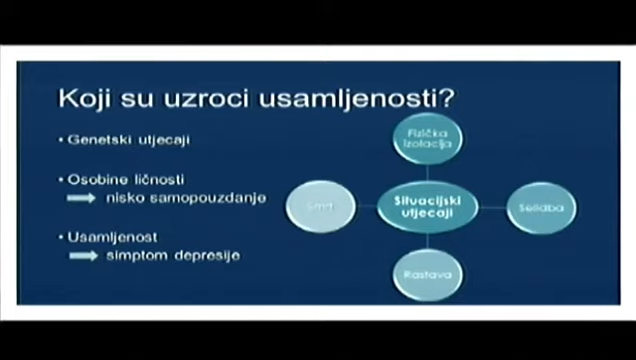 Koji su uzroci usamljenosti?
• Genetski utjecaji
• Osobine ličnosti
nisko samopouzdanje
• Usamljenost
simptom depresije
Fizička
izolacija
Smrt
Situacijski
utjecaji
Selidba
Rastava